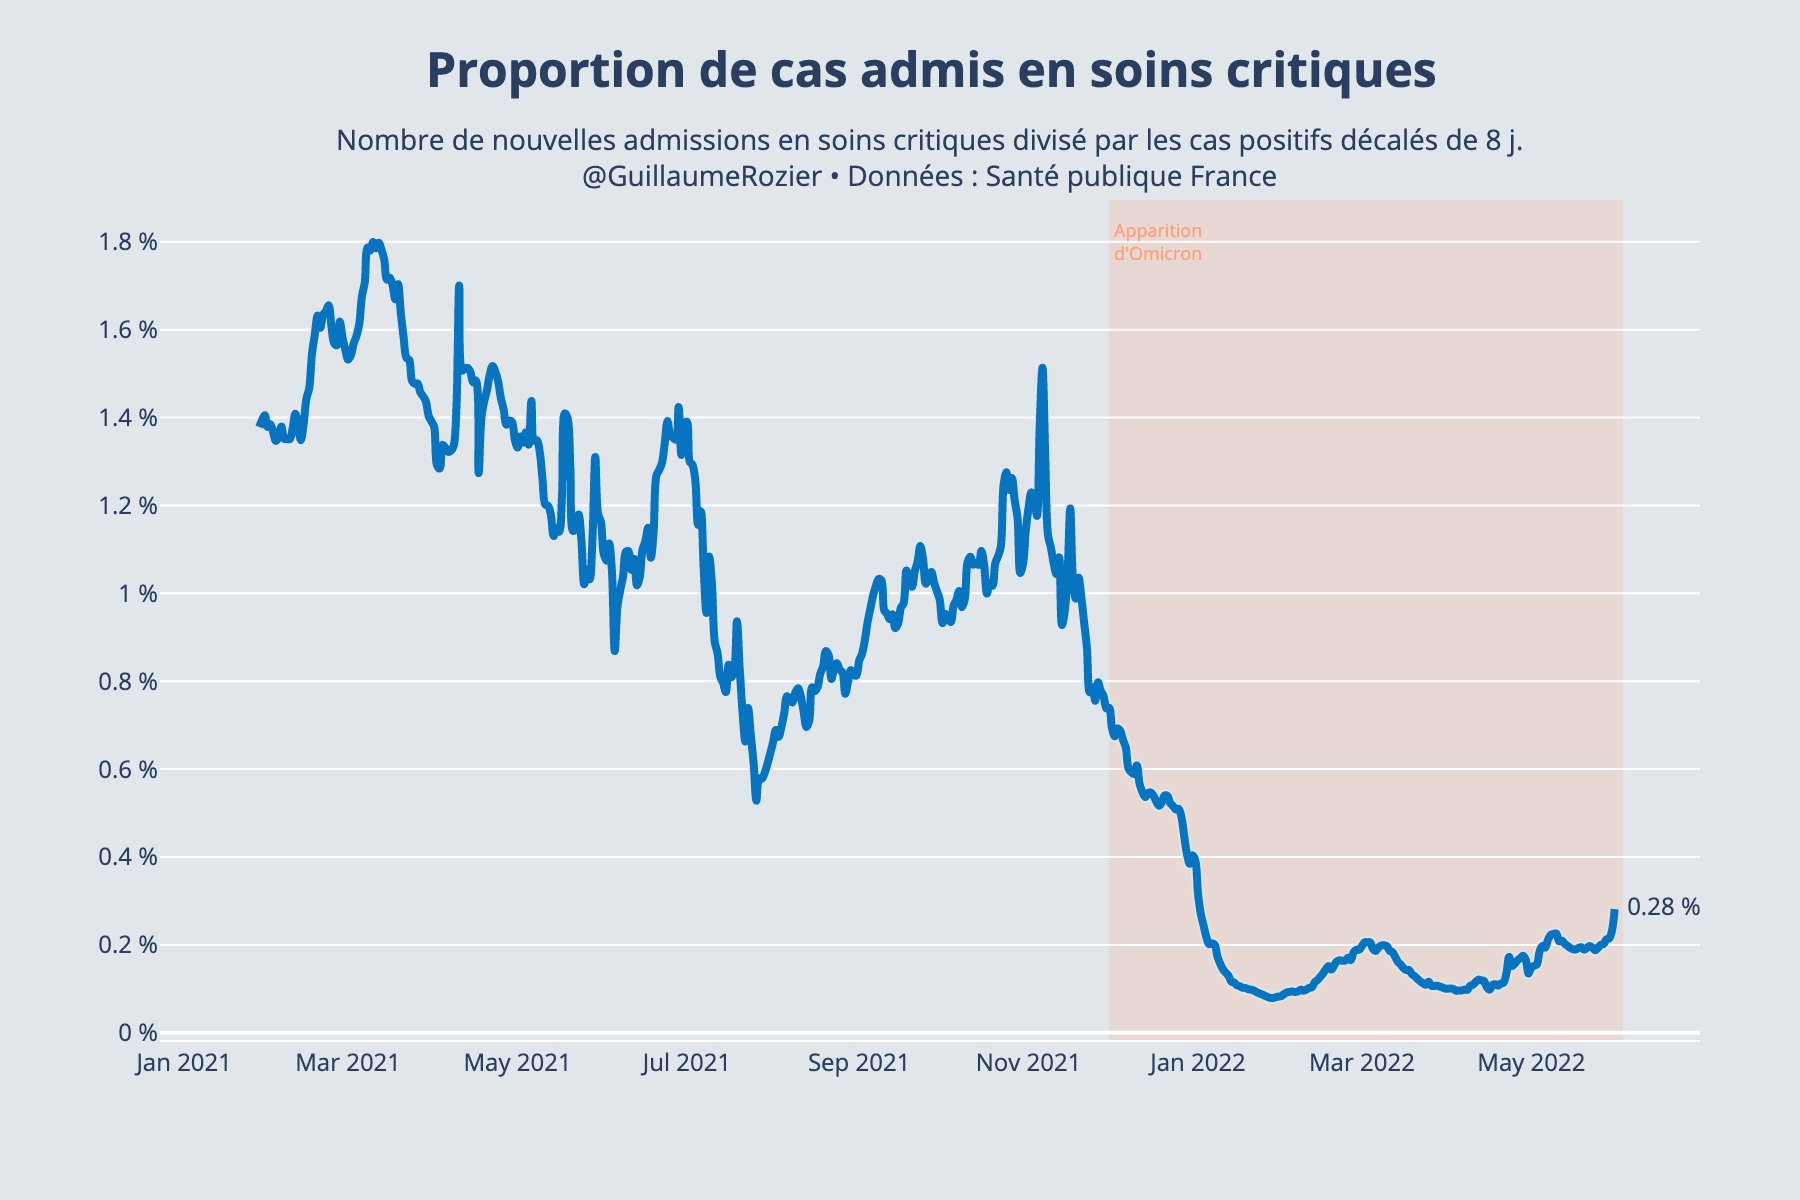 Proportion de cas admis en soins critiques
Nombre de nouvelles admissions en soins critiques divisé par les cas positifs décalés de 8 j.
@GuillaumeRozier • Données : Santé publique France
Apparition
d'Omicron
1.8 %
1.6 %
1.4 %
1.2 %
1 %
0.8 %
0.6 %
0.4 %
0.2 %
0 %
0.28 %
Jan 2021 Mar 2021 May 2021 Jul 2021 Sep 2021 Nov 2021 Jan 2022 Mar 2022 May 2022